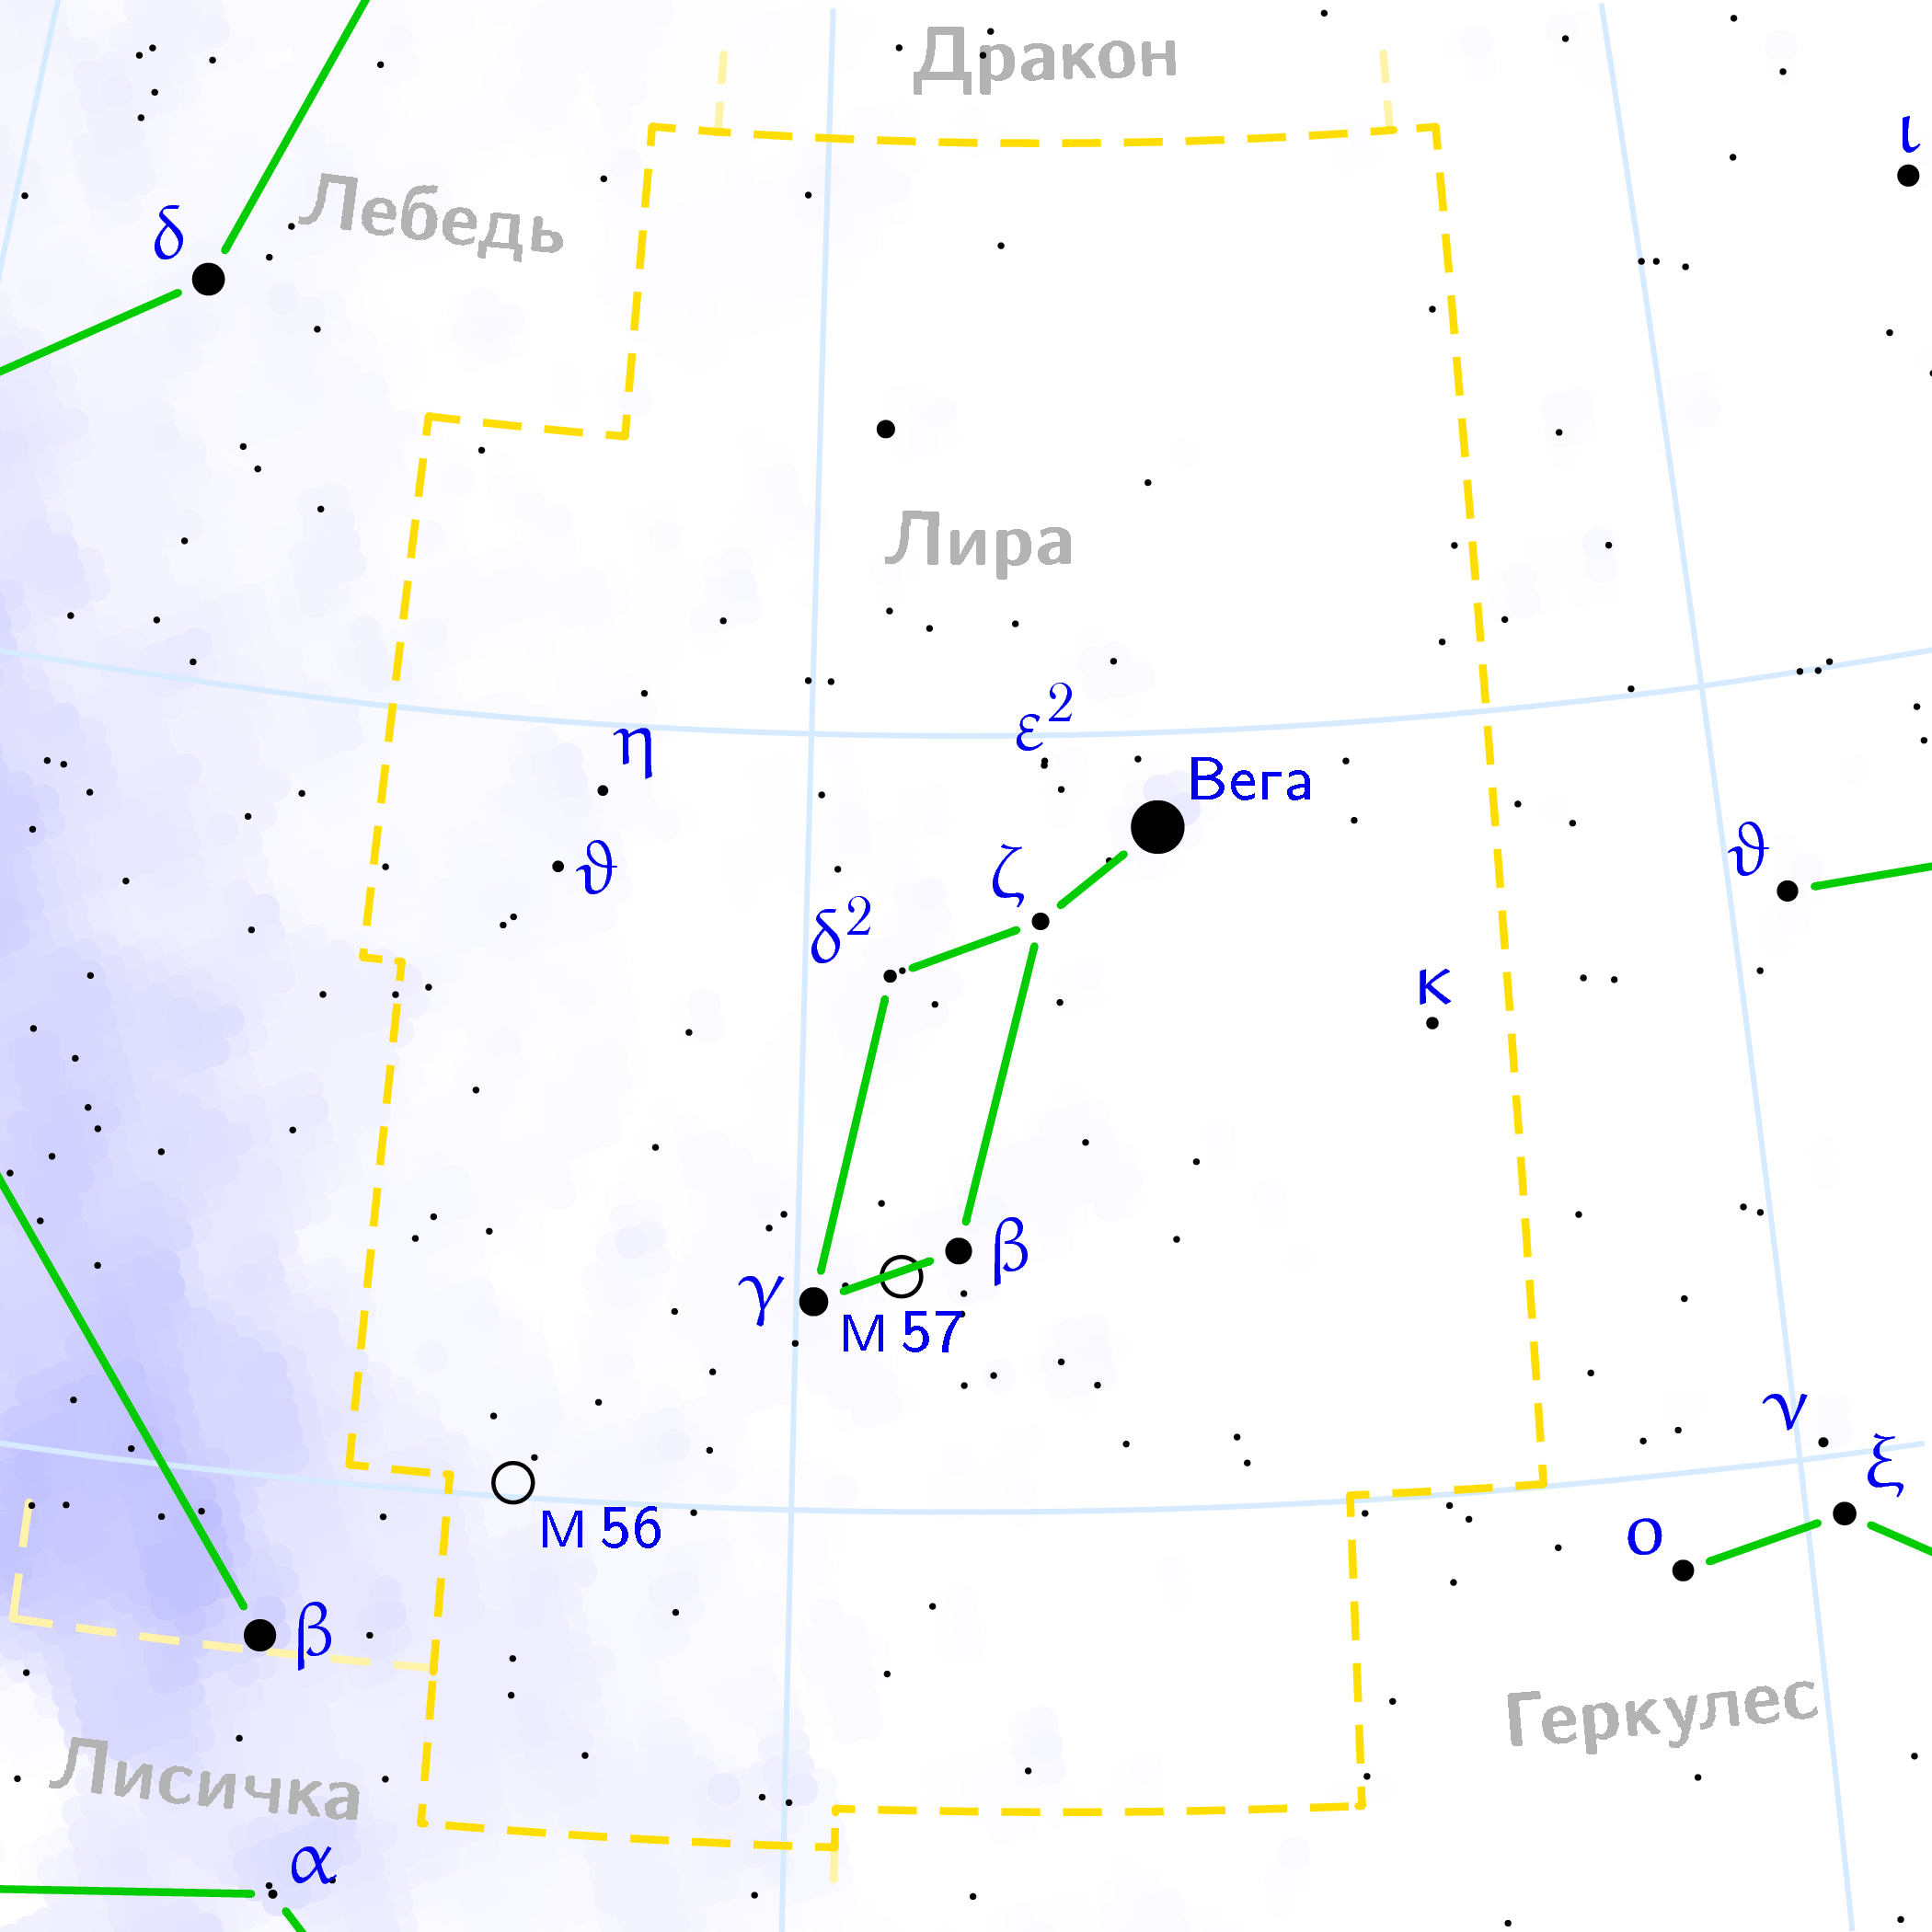 Дракон
ι
Лебедь
δ
Лира
ε²
η
Вега
ϑ
ζ
ϑ
δ²
κ
β
γ
М 57
ν
ξ
М 56
ο
β
Геркулес
Лисичка
α